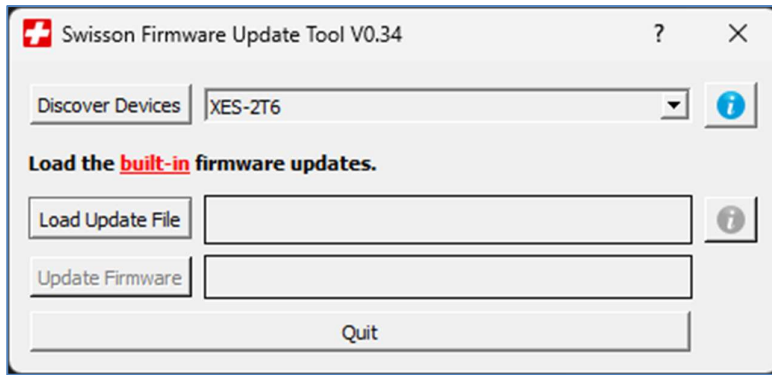 Swisson Firmware Update Tool V0.34 ?
Discover Devices XES-2T6
Load the built-in firmware updates.
Load Update File
Update Firmware
Quit